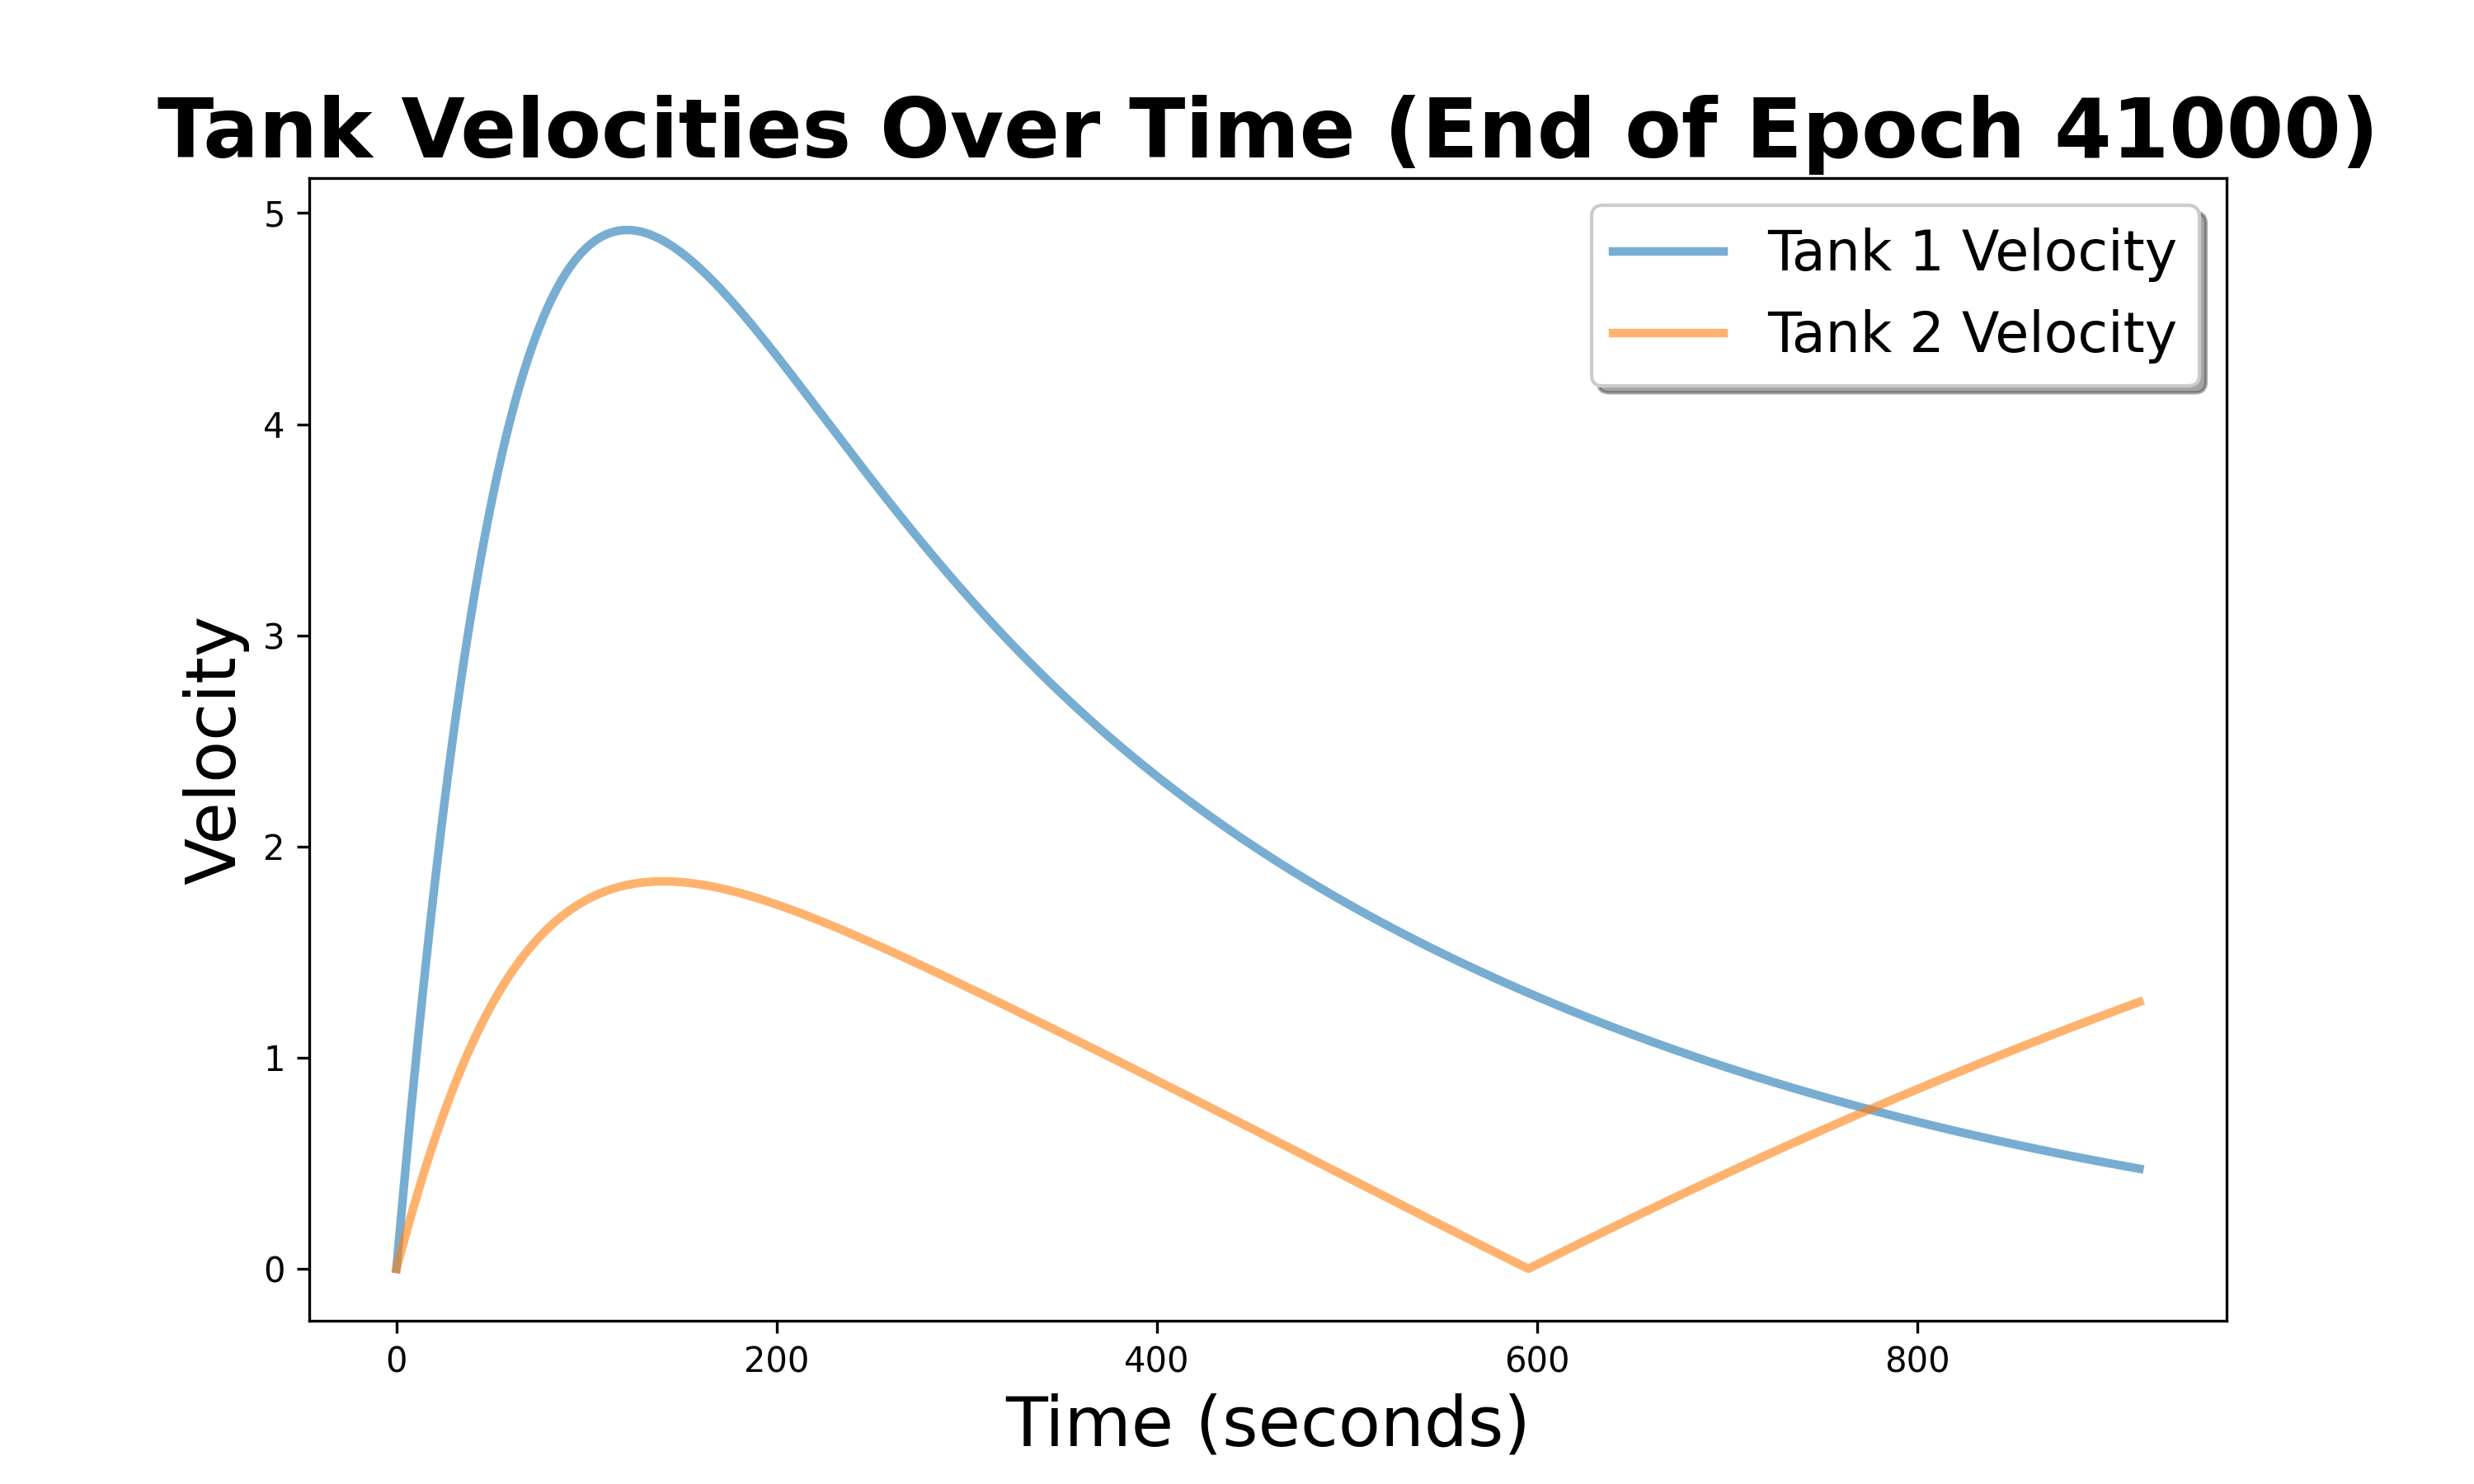 Tank Velocities Over Time (End of Epoch 41000)
Tank 1 Velocity
Tank 2 Velocity
Velocity
5
4
3
2
1
0
0 200 400 600 800
Time (seconds)